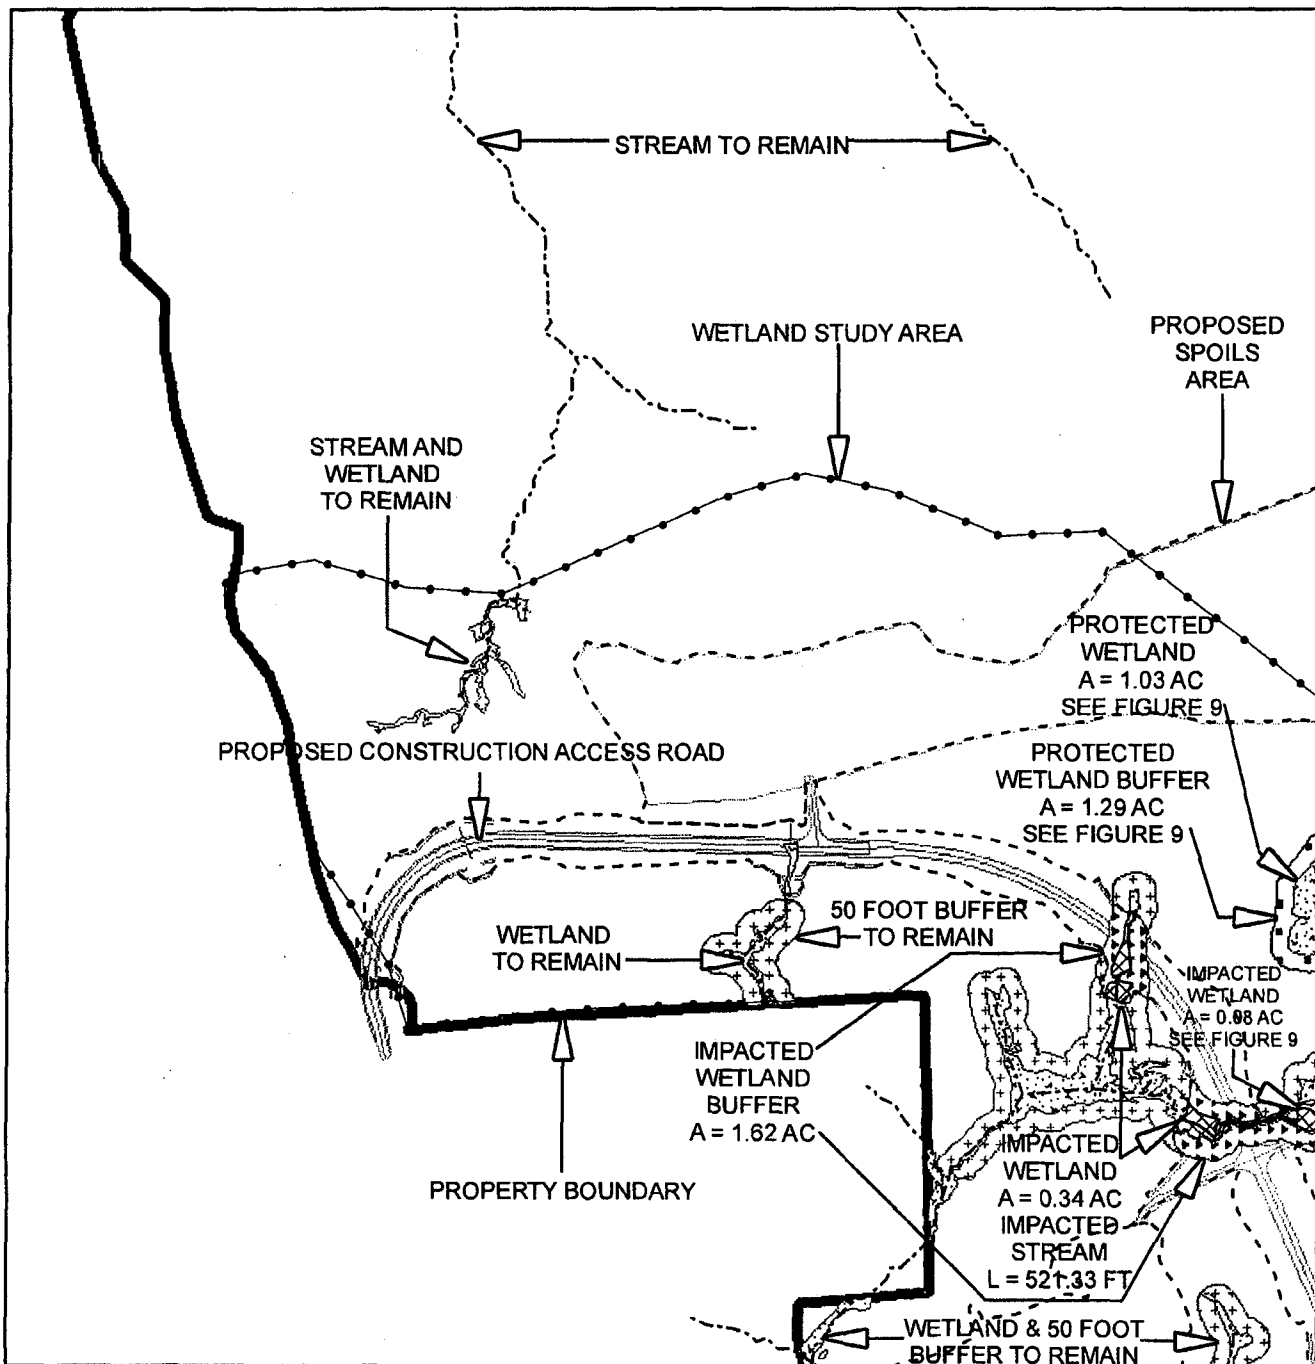 STREAM TO REMAIN
WETLAND STUDY AREA
PROPOSED
SPOILS
AREA
STREAM AND
WETLAND
TO REMAIN
PROTECTED
WETLAND
A = 1.03 AC
SEE FIGURE 9
PROPOSED CONSTRUCTION ACCESS ROAD
PROTECTED
WETLAND BUFFER
A = 1.29 AC
SEE FIGURE 9
50 FOOT BUFFER
TO REMAIN
WETLAND
TO REMAIN
IMPACTED
WETLAND
A = 0.08 AC
SEE FIGURE 9
IMPACTED
WETLAND
BUFFER
A = 1.62 AC
IMPACTED
WETLAND
A = 0.34 AC
IMPACTED
STREAM
L = 521.33 FT
PROPERTY BOUNDARY
WETLAND & 50 FOOT
BUFFER TO REMAIN